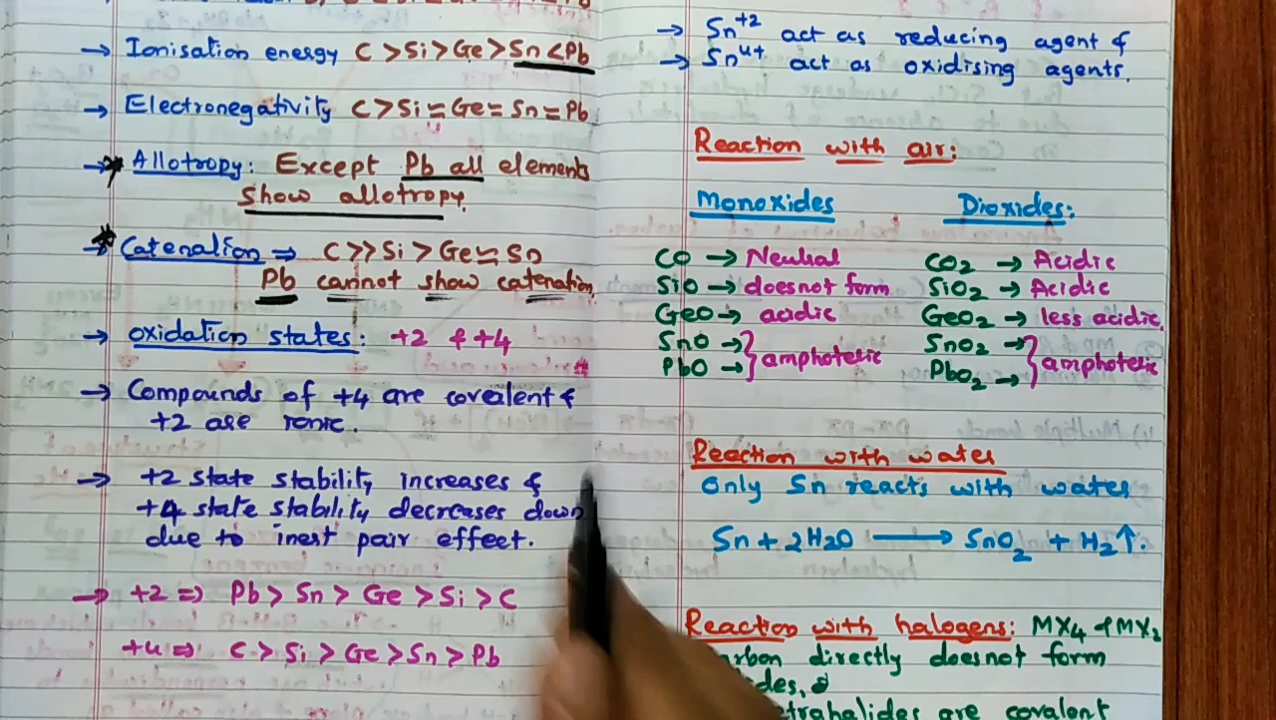 → Ionisation energy C > Si > Ge > Sn < Pb
→ Electronegativity C > Si ≈ Ge = Sn = Pb
→ Allotropy: Except Pb all elements
show allotropy.
→ Catenation ⇒ C >> Si > Ge ≈ Sn
Pb cannot show catenation
→ oxidation states: +2 & +4
→ Compounds of +4 are covalent &
+2 are ionic.
→ +2 state stability increases &
+4 state stability decreases down
due to inert pair effect.
→ +2 ⇒ Pb > Sn > Ge > Si > C
+4 ⇒ C > Si > Ge > Sn > Pb
→ Sn+2 act as reducing agent &
→ Sn4+ act as oxidising agents.
Reaction with air:
Monoxides Dioxides:
CO → Neutral CO2 → Acidic
SiO → doesnot form SiO2 → Acidic
GeO → acidic GeO2 → less acidic.
SnO → SnO2 →
} amphoteric } amphoteric
PbO → PbO2 →
Reaction with water
only Sn reacts with water
Sn + 2H2O → SnO2 + H2↑.
Reaction with halogens: MX4 & MX2
arbon directly doesnot form
des,
trahalides are covalent